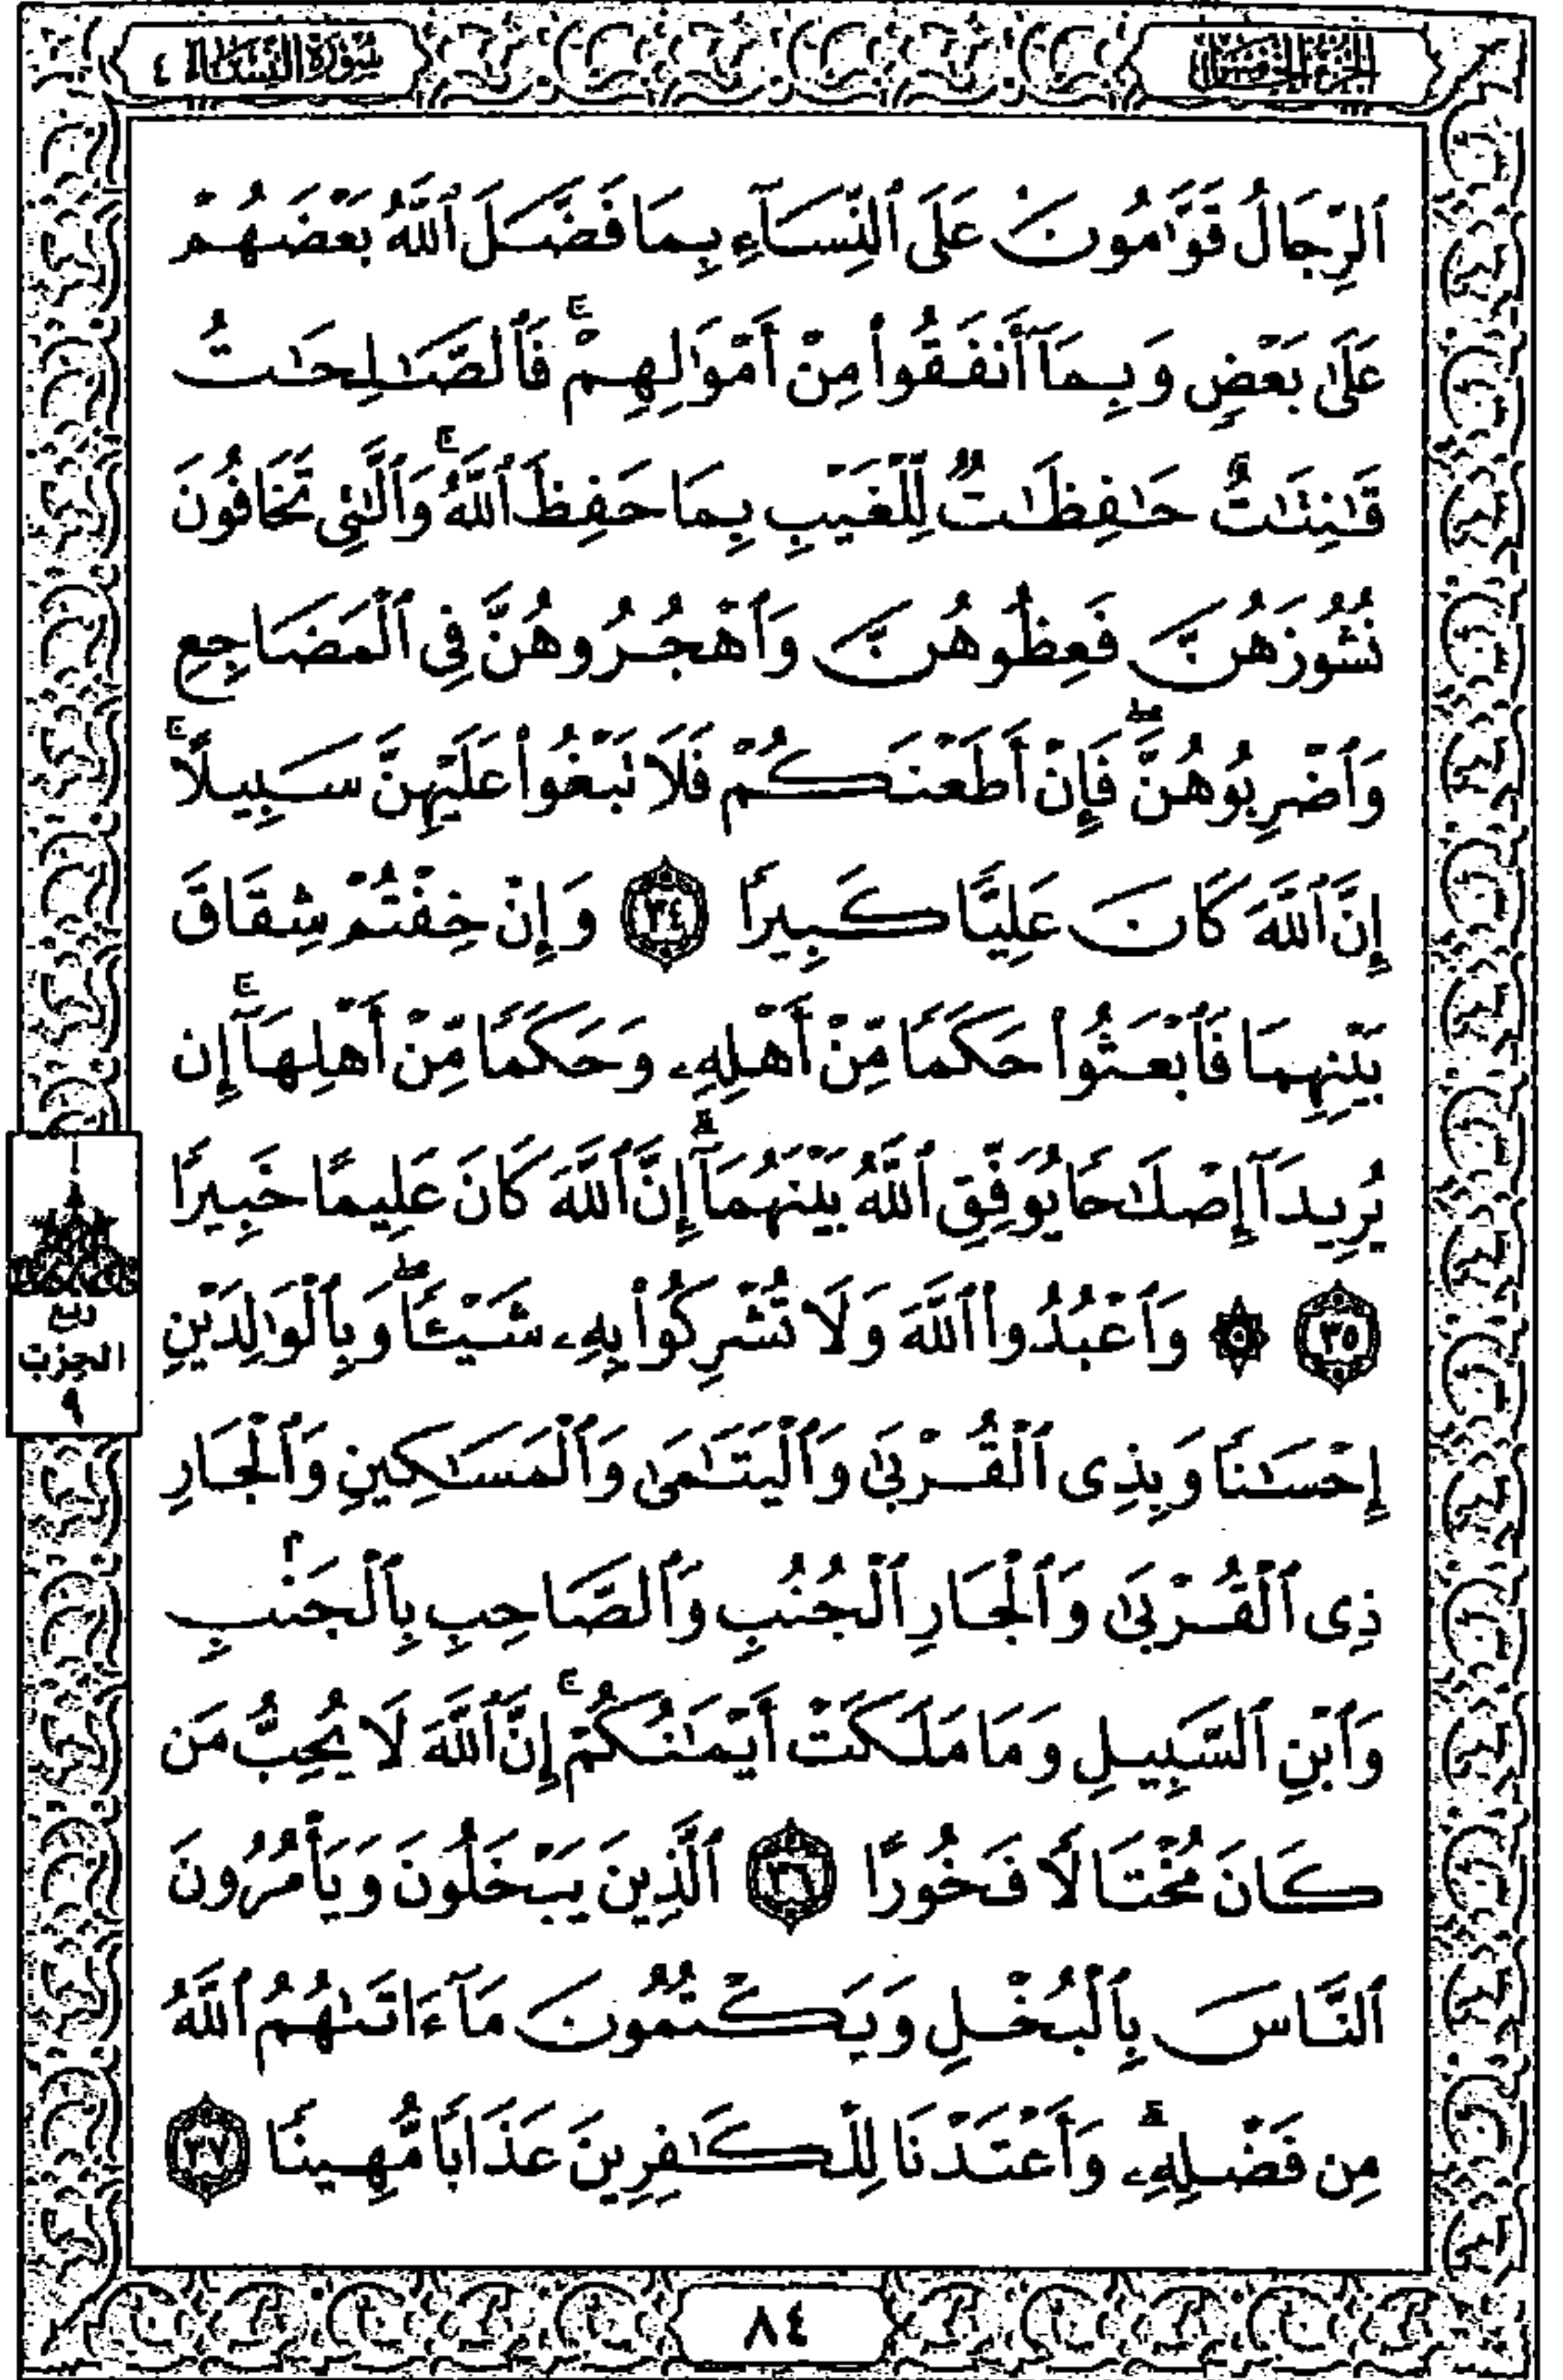 الجزء الخامس
سورة النساء ٤
ٱلرِّجَالُ قَوَّٰمُونَ عَلَى ٱلنِّسَآءِ بِمَا فَضَّلَ ٱللَّهُ بَعْضَهُمْ
عَلَىٰ بَعْضٍ وَبِمَآ أَنفَقُوا۟ مِنْ أَمْوَٰلِهِمْ ۚ فَٱلصَّٰلِحَٰتُ
قَٰنِتَٰتٌ حَٰفِظَٰتٌ لِّلْغَيْبِ بِمَا حَفِظَ ٱللَّهُ ۚ وَٱلَّٰتِى تَخَافُونَ
نُشُوزَهُنَّ فَعِظُوهُنَّ وَٱهْجُرُوهُنَّ فِى ٱلْمَضَاجِعِ
وَٱضْرِبُوهُنَّ ۖ فَإِنْ أَطَعْنَكُمْ فَلَا تَبْغُوا۟ عَلَيْهِنَّ سَبِيلًا ۗ
إِنَّ ٱللَّهَ كَانَ عَلِيًّا كَبِيرًا ٣٤ وَإِنْ خِفْتُمْ شِقَاقَ
بَيْنِهِمَا فَٱبْعَثُوا۟ حَكَمًا مِّنْ أَهْلِهِۦ وَحَكَمًا مِّنْ أَهْلِهَآ ۚ إِن
يُرِيدَآ إِصْلَٰحًا يُوَفِّقِ ٱللَّهُ بَيْنَهُمَآ ۗ إِنَّ ٱللَّهَ كَانَ عَلِيمًا خَبِيرًا
٣٥ ۞ وَٱعْبُدُوا۟ ٱللَّهَ وَلَا تُشْرِكُوا۟ بِهِۦ شَيْـًٔا ۖ وَبِٱلْوَٰلِدَيْنِ
إِحْسَٰنًا وَبِذِى ٱلْقُرْبَىٰ وَٱلْيَتَٰمَىٰ وَٱلْمَسَٰكِينِ وَٱلْجَارِ
ذِى ٱلْقُرْبَىٰ وَٱلْجَارِ ٱلْجُنُبِ وَٱلصَّاحِبِ بِٱلْجَنۢبِ
وَٱبْنِ ٱلسَّبِيلِ وَمَا مَلَكَتْ أَيْمَٰنُكُمْ ۚ إِنَّ ٱللَّهَ لَا يُحِبُّ مَن
كَانَ مُخْتَالًا فَخُورًا ٣٦ ٱلَّذِينَ يَبْخَلُونَ وَيَأْمُرُونَ
ٱلنَّاسَ بِٱلْبُخْلِ وَيَكْتُمُونَ مَآ ءَاتَىٰهُمُ ٱللَّهُ
مِن فَضْلِهِۦ ۗ وَأَعْتَدْنَا لِلْكَٰفِرِينَ عَذَابًا مُّهِينًا ٣٧
ربع
الحزب
٩
٨٤